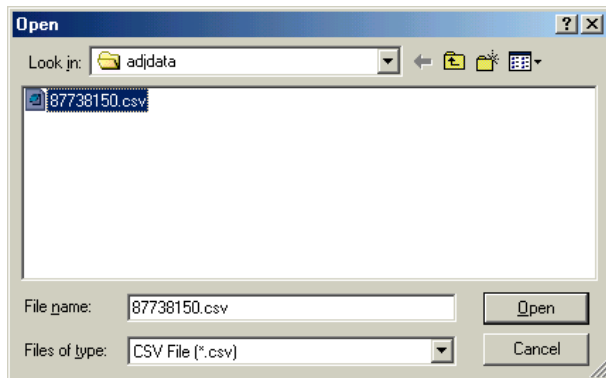 Open
Look in: adjdata
87738150.csv
File name: 87738150.csv Open
Files of type: CSV File (*.csv) Cancel